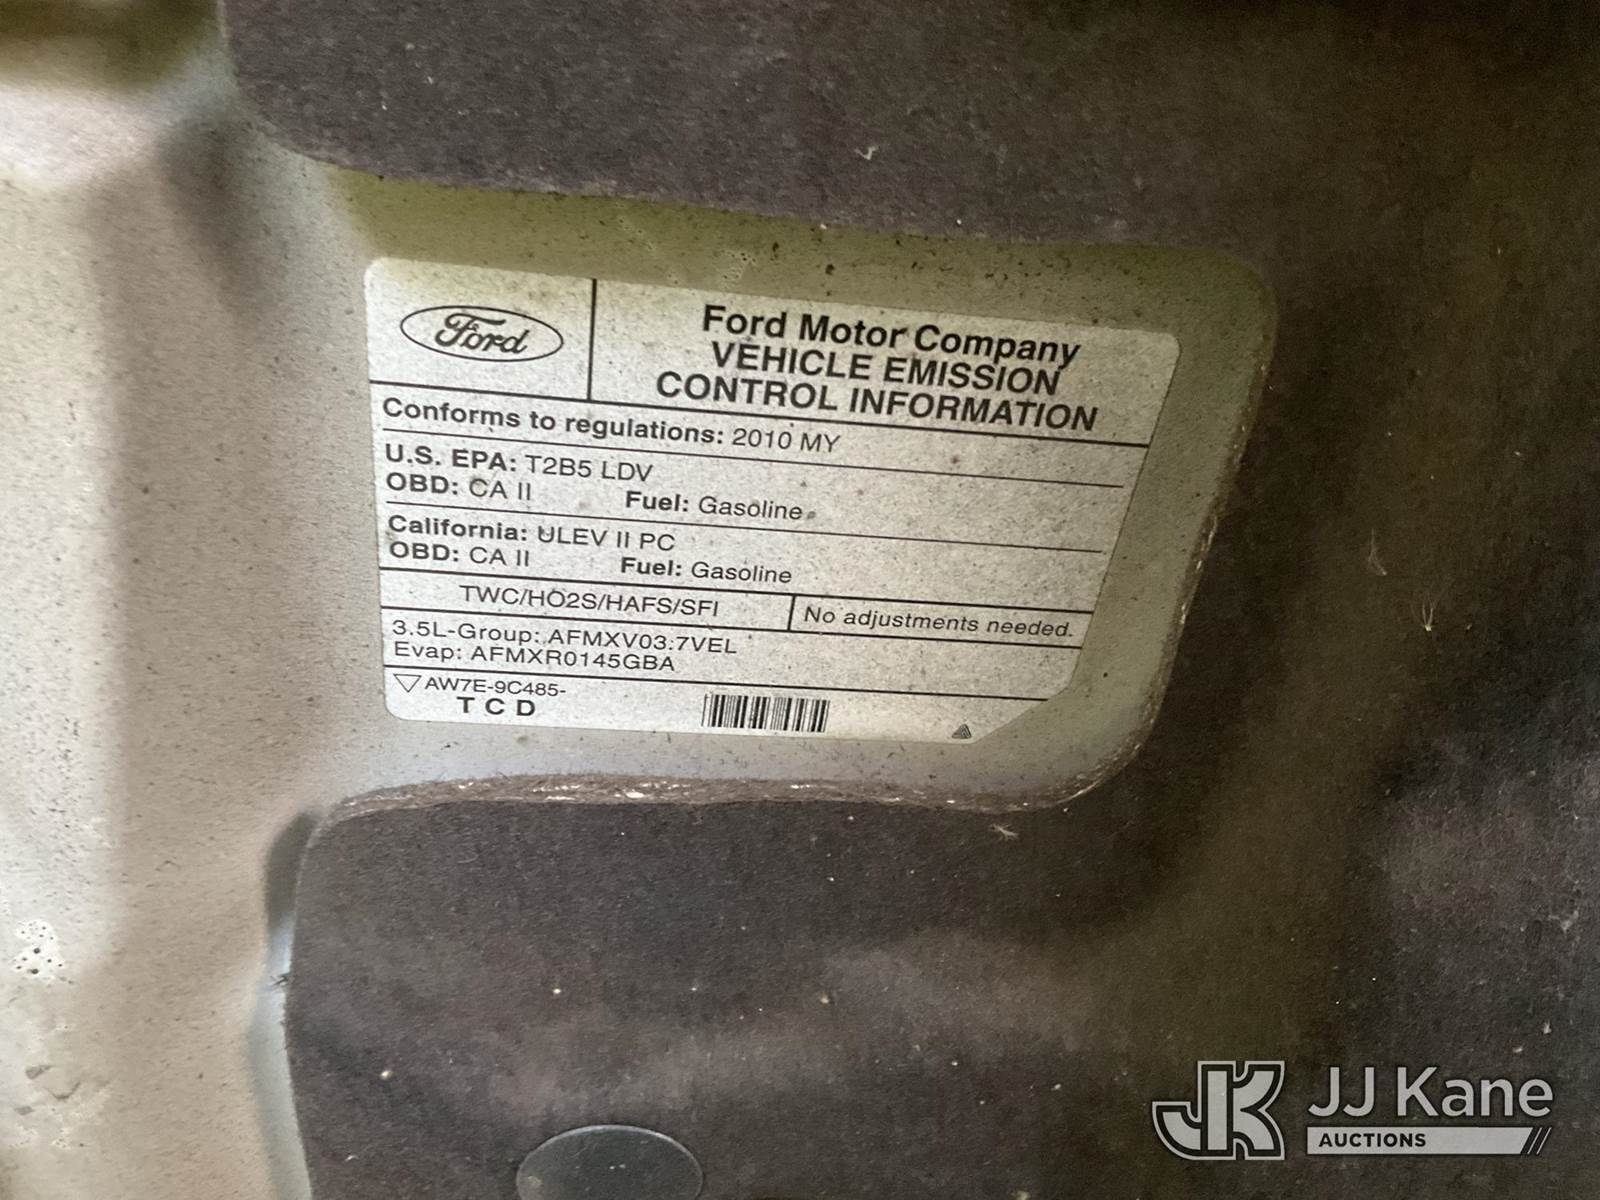 Ford
Ford Motor Company
VEHICLE EMISSION
CONTROL INFORMATION
Conforms to regulations: 2010 MY
U.S. EPA: T2B5 LDV
OBD: CA II Fuel: Gasoline
California: ULEV II PC
OBD: CA II Fuel: Gasoline
TWC/HO2S/HAFS/SFI No adjustments needed.
3.5L-Group: AFMXV03.7VEL
Evap: AFMXR0145GBA
AW7E-9C485-
T C D
JK JJ Kane
AUCTIONS